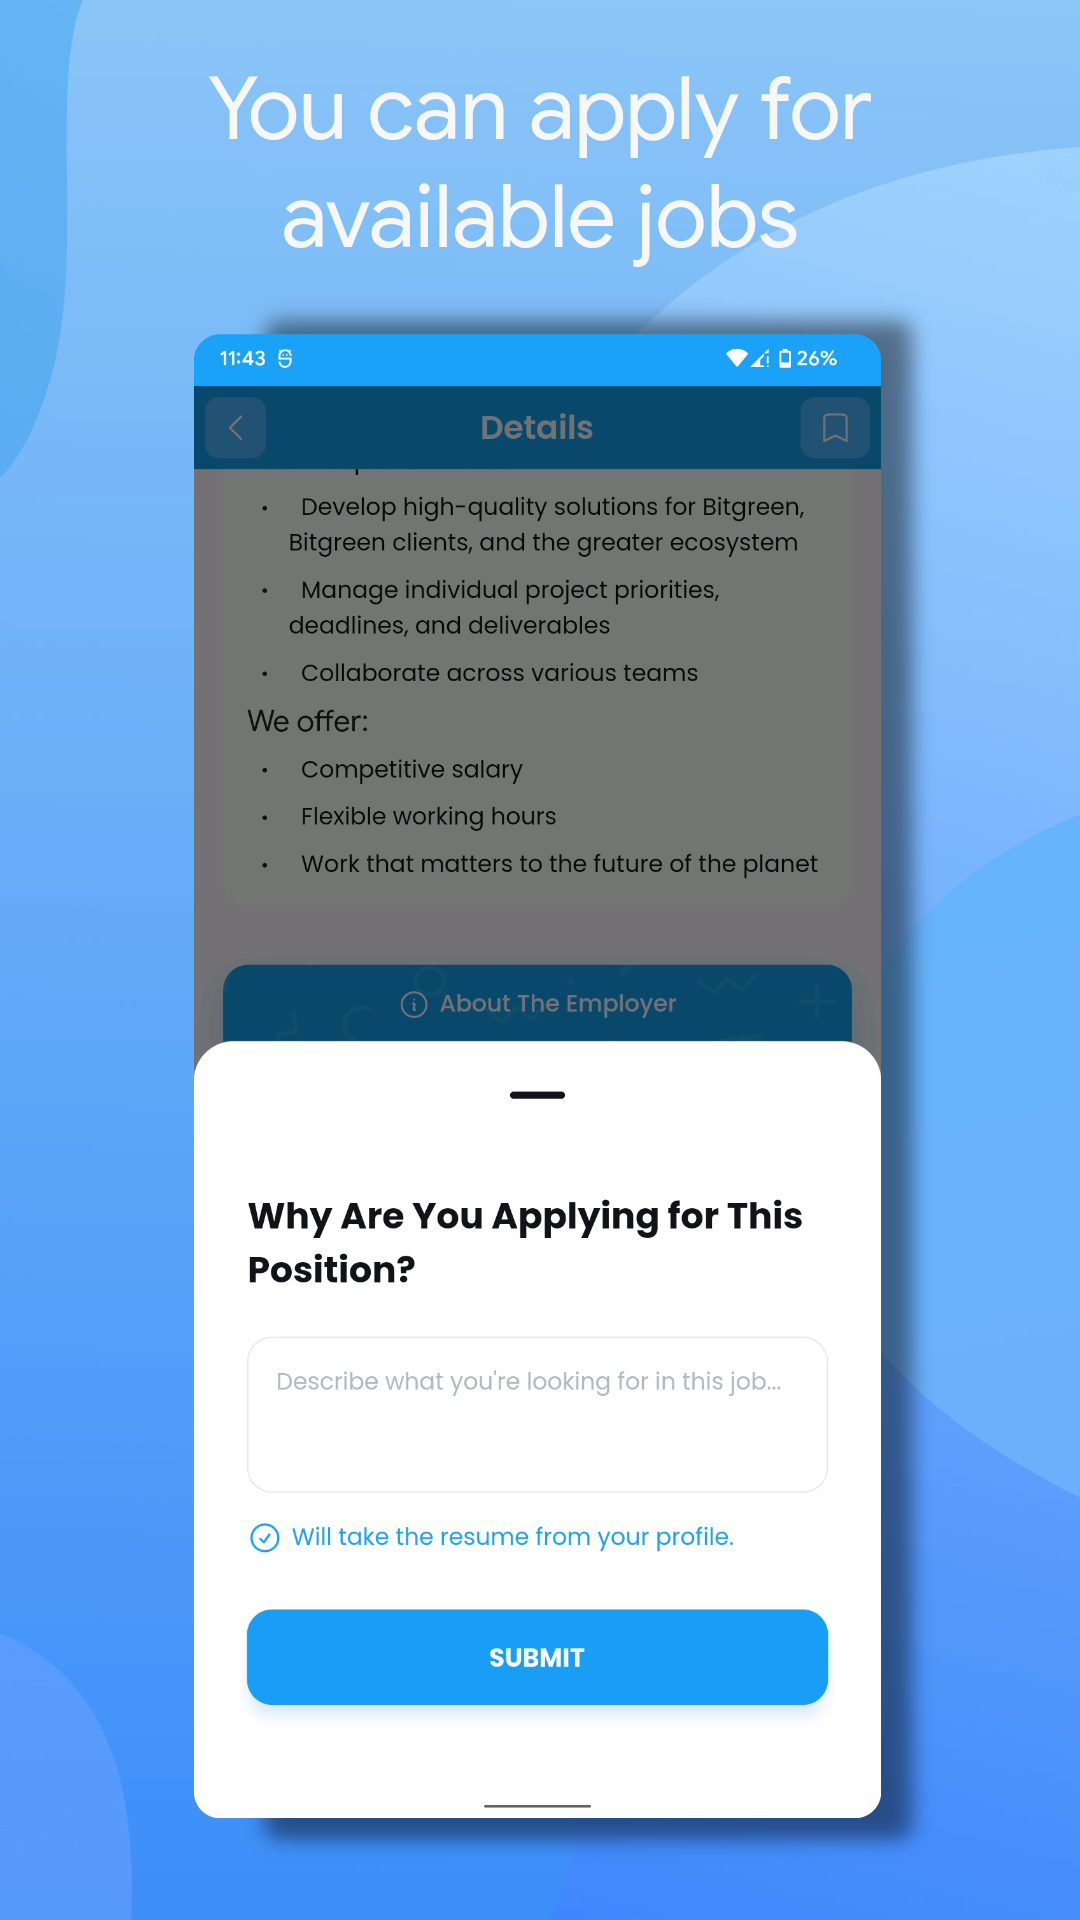 You can apply for
available jobs
11:43
26%
Details
• Develop high-quality solutions for Bitgreen,
Bitgreen clients, and the greater ecosystem
• Manage individual project priorities,
deadlines, and deliverables
• Collaborate across various teams
We offer:
• Competitive salary
• Flexible working hours
• Work that matters to the future of the planet
About The Employer
Why Are You Applying for This
Position?
Describe what you're looking for in this job...
Will take the resume from your profile.
SUBMIT